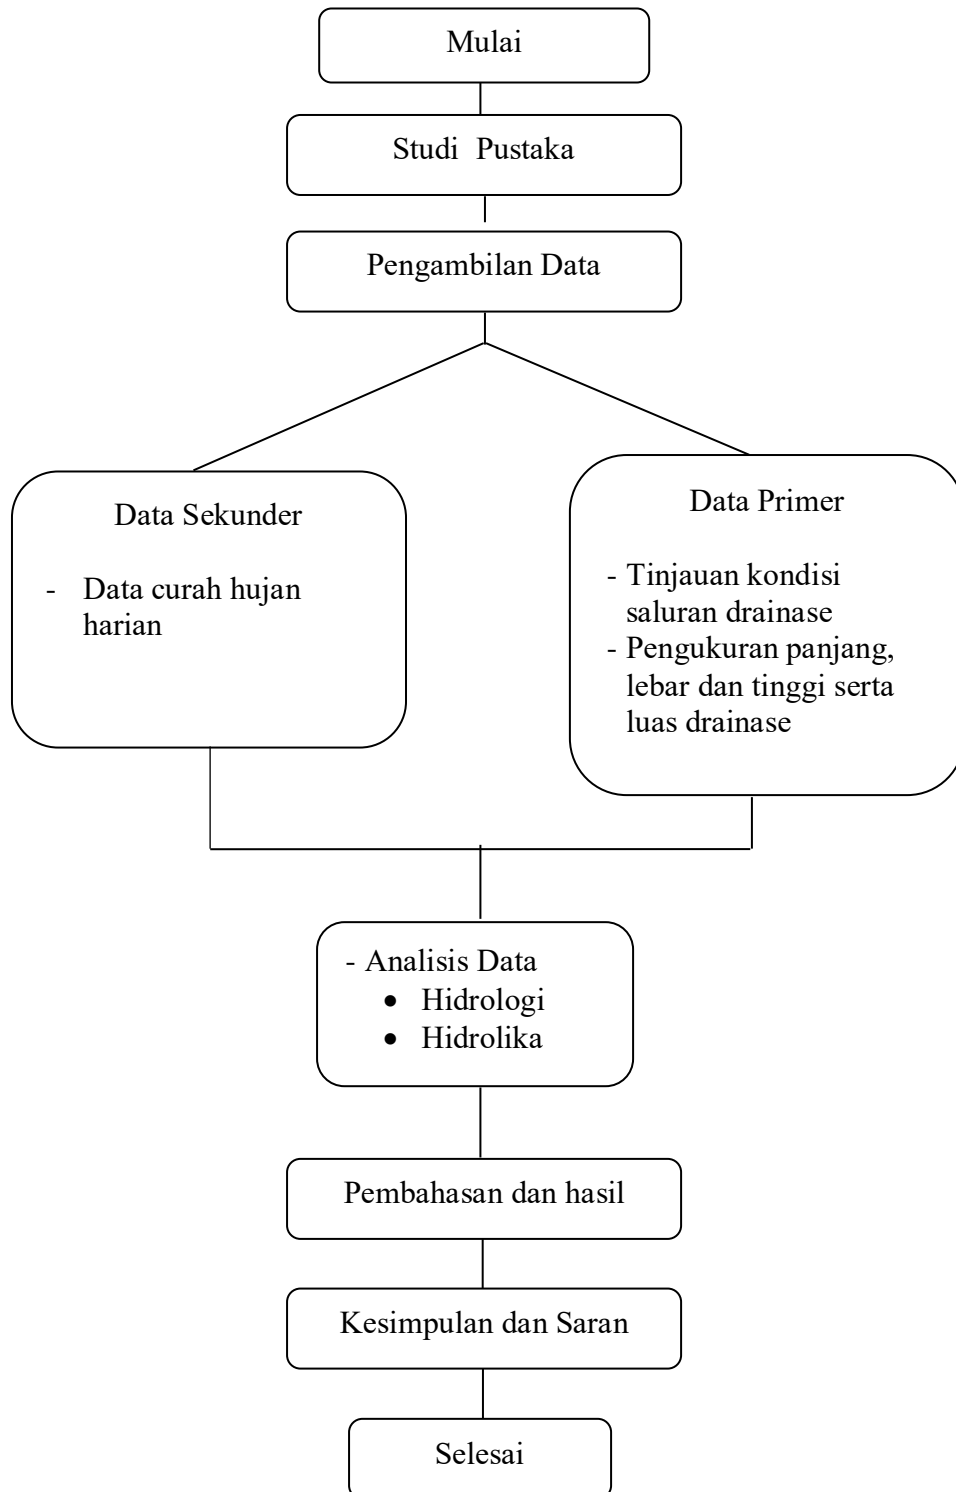 Mulai
Studi  Pustaka
Pengambilan Data
Data Sekunder
- Data curah hujan
harian
Data Primer
- Tinjauan kondisi
saluran drainase
- Pengukuran panjang,
lebar dan tinggi serta
luas drainase
- Analisis Data
• Hidrologi
• Hidrolika
Pembahasan dan hasil
Kesimpulan dan Saran
Selesai